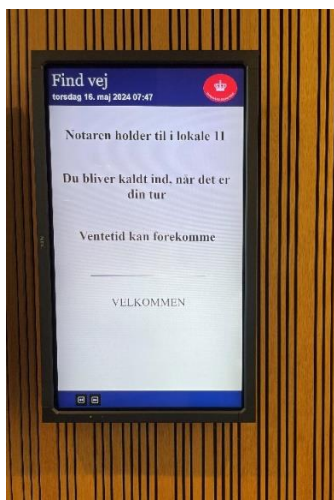 Find vej
torsdag 16. maj 2024 07:47
Notaren holder til i lokale 11
Du bliver kaldt ind, når det er
din tur
Ventetid kan forekomme
VELKOMMEN